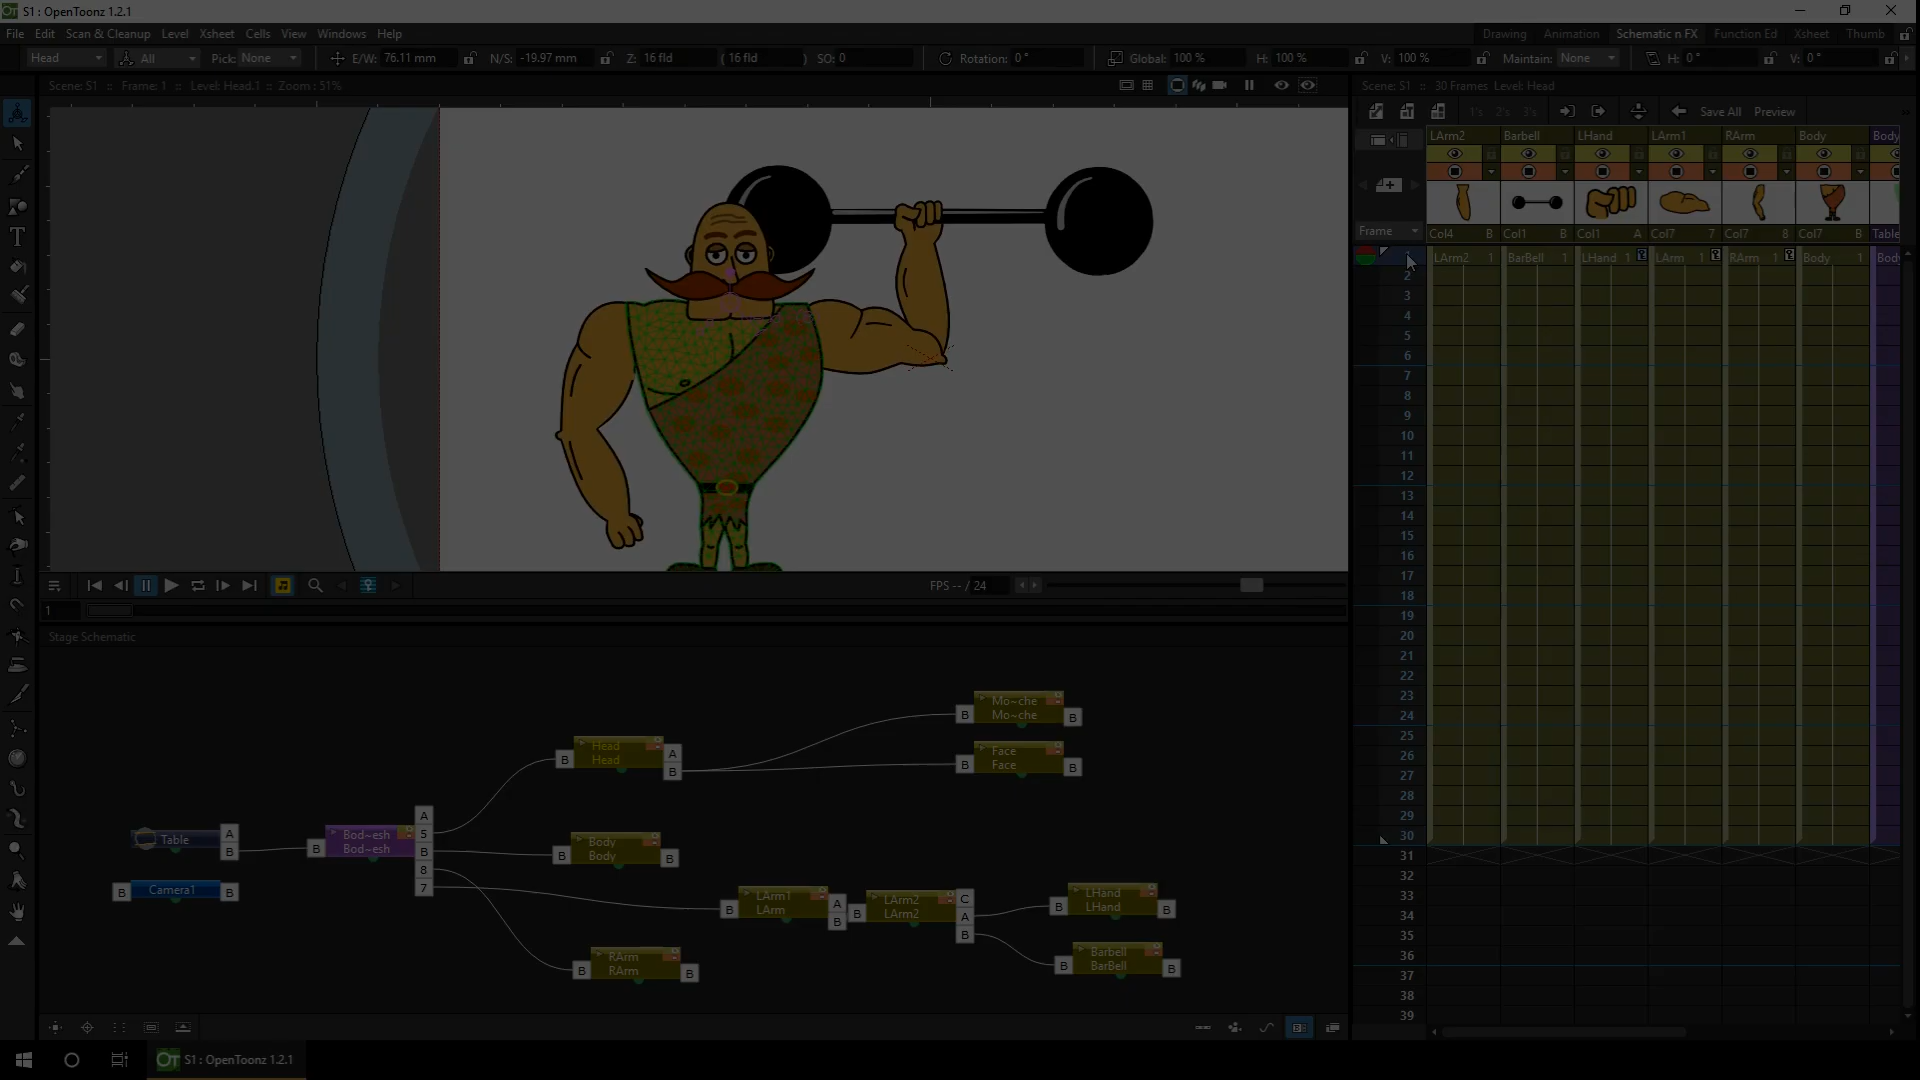 S1 : OpenToonz 1.2.1
File Edit Scan & Cleanup Level Xsheet Cells View Windows Help
Drawing Animation Schematic n FX Function Ed Xsheet Thumb
Head All Pick: None E/W: 76.11 mm N/S: -19.97 mm Z: 16 fld ( 16 fld ) SO: 0 Rotation: 0 ° Global: 100 % H: 100 % V: 100 % Maintain: None H: 0 ° V: 0 °
Scene: S1 :: Frame: 1 :: Level: Head.1 :: Zoom : 51%
Scene: S1 :: 30 Frames Level: Head
1's 2's 3's Save All Preview
LArm2 Barbell LHand LArm1 RArm Body Body
Frame Col4 B Col1 B Col1 A Col7 7 Col7 8 Col7 B Table
LArm2 1 BarBell 1 LHand 1 LArm 1 RArm 1 Body 1 Body
2
3
4
5
6
7
8
9
10
11
12
13
14
15
16
17
18
19
20
21
22
23
24
25
26
27
28
29
30
31
32
33
34
35
36
37
38
39
FPS -- / 24
1
Stage Schematic
Mo~che
B Mo~che B
Head A
B Head B
Face
B Face B
Table A B
Bod~esh
B Bod~esh
A
5
B
8
7
Body
B Body B
Camera1
B B
LArm1
B LArm A B
LArm2
B LArm2 C A B
LHand
B LHand B
RArm
B RArm B
Barbell
B BarBell B
S1 : OpenToonz 1.2.1